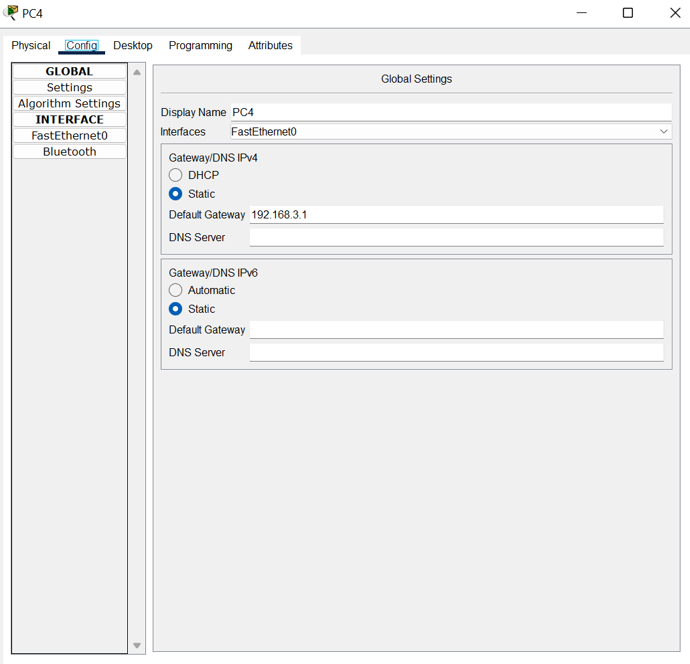 PC4
Physical Config Desktop Programming Attributes
GLOBAL
Settings
Algorithm Settings
INTERFACE
FastEthernet0
Bluetooth
Global Settings
Display Name PC4
Interfaces FastEthernet0
Gateway/DNS IPv4
DHCP
Static
Default Gateway 192.168.3.1
DNS Server
Gateway/DNS IPv6
Automatic
Static
Default Gateway
DNS Server